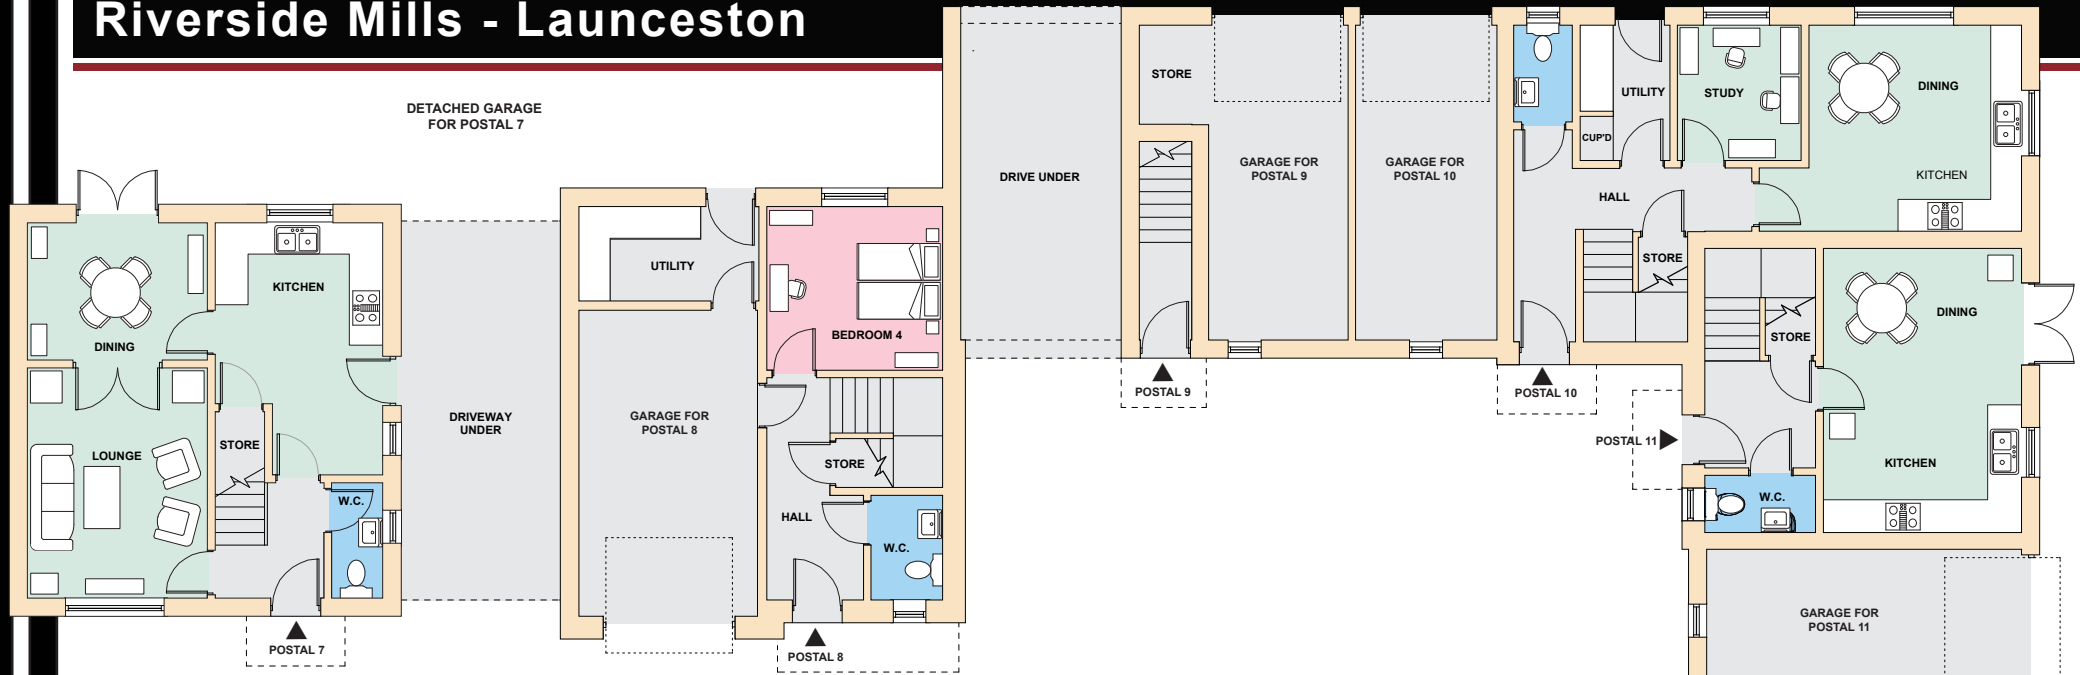 Riverside Mills - Launceston
DETACHED GARAGE
FOR POSTAL 7
DINING
KITCHEN
LOUNGE
STORE
W.C.
POSTAL 7
DRIVEWAY
UNDER
UTILITY
GARAGE FOR
POSTAL 8
BEDROOM 4
STORE
HALL
W.C.
POSTAL 8
DRIVE UNDER
STORE
GARAGE FOR
POSTAL 9
POSTAL 9
GARAGE FOR
POSTAL 10
UTILITY
CUP'D
STUDY
DINING
KITCHEN
HALL
STORE
POSTAL 10
STORE
DINING
POSTAL 11
KITCHEN
W.C.
GARAGE FOR
POSTAL 11